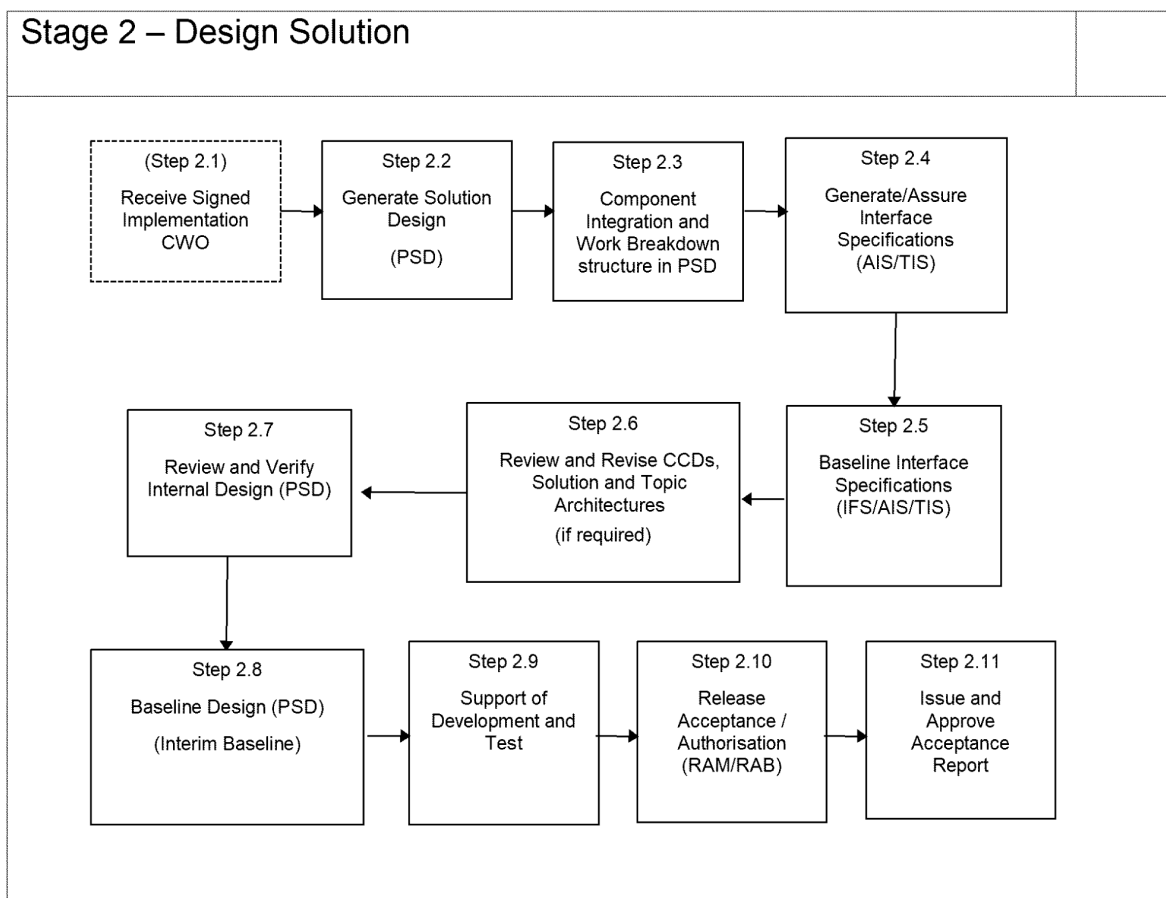 Stage 2 – Design Solution
(Step 2.1)
Receive Signed
Implementation
CWO
Step 2.2
Generate Solution
Design
(PSD)
Step 2.3
Component
Integration and
Work Breakdown
structure in PSD
Step 2.4
Generate/Assure
Interface
Specifications
(AIS/TIS)
Step 2.7
Review and Verify
Internal Design (PSD)
Step 2.6
Review and Revise CCDs,
Solution and Topic
Architectures
(if required)
Step 2.5
Baseline Interface
Specifications
(IFS/AIS/TIS)
Step 2.8
Baseline Design (PSD)
(Interim Baseline)
Step 2.9
Support of
Development and
Test
Step 2.10
Release
Acceptance /
Authorisation
(RAM/RAB)
Step 2.11
Issue and
Approve
Acceptance
Report